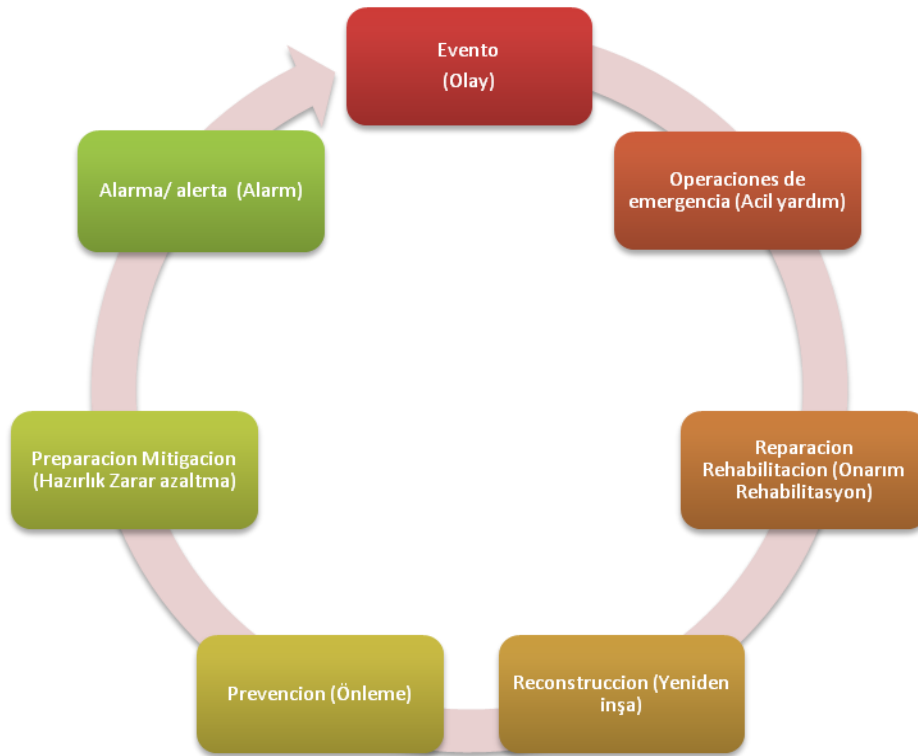 Evento
(Olay)
Operaciones de
emergencia (Acil yardım)
Reparacion
Rehabilitacion (Onarım
Rehabilitasyon)
Reconstruccion (Yeniden
inşa)
Prevencion (Önleme)
Preparacion Mitigacion
(Hazırlık Zarar azaltma)
Alarma/ alerta  (Alarm)